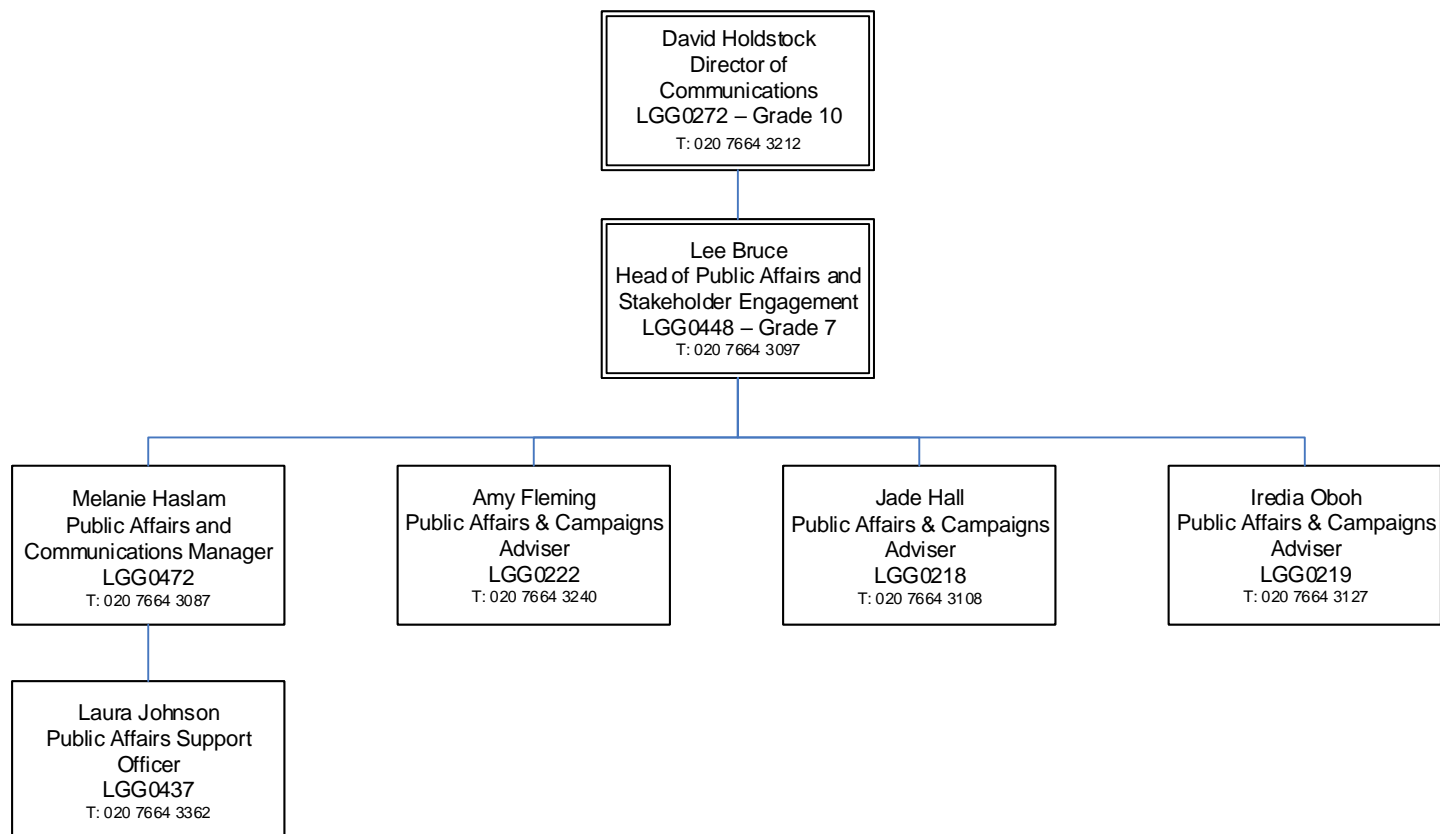 David Holdstock
Director of
Communications
LGG0272 – Grade 10
T: 020 7664 3212
Lee Bruce
Head of Public Affairs and
Stakeholder Engagement
LGG0448 – Grade 7
T: 020 7664 3097
Melanie Haslam
Public Affairs and
Communications Manager
LGG0472
T: 020 7664 3087
Amy Fleming
Public Affairs & Campaigns
Adviser
LGG0222
T: 020 7664 3240
Jade Hall
Public Affairs & Campaigns
Adviser
LGG0218
T: 020 7664 3108
Iredia Oboh
Public Affairs & Campaigns
Adviser
LGG0219
T: 020 7664 3127
Laura Johnson
Public Affairs Support
Officer
LGG0437
T: 020 7664 3362